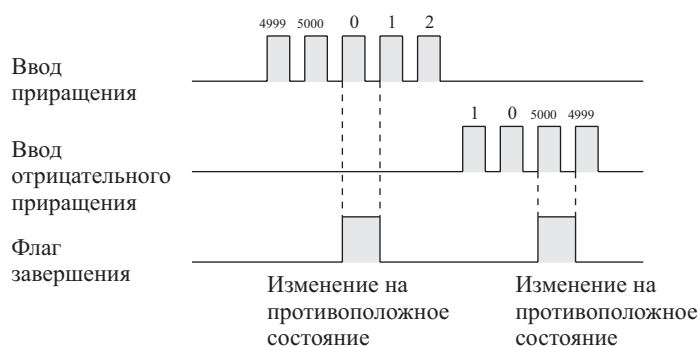 4999 5000 0 1 2
Ввод
приращения
1 0 5000 4999
Ввод
отрицательного
приращения
Флаг
завершения
Изменение на
противоположное
состояние
Изменение на
противоположное
состояние